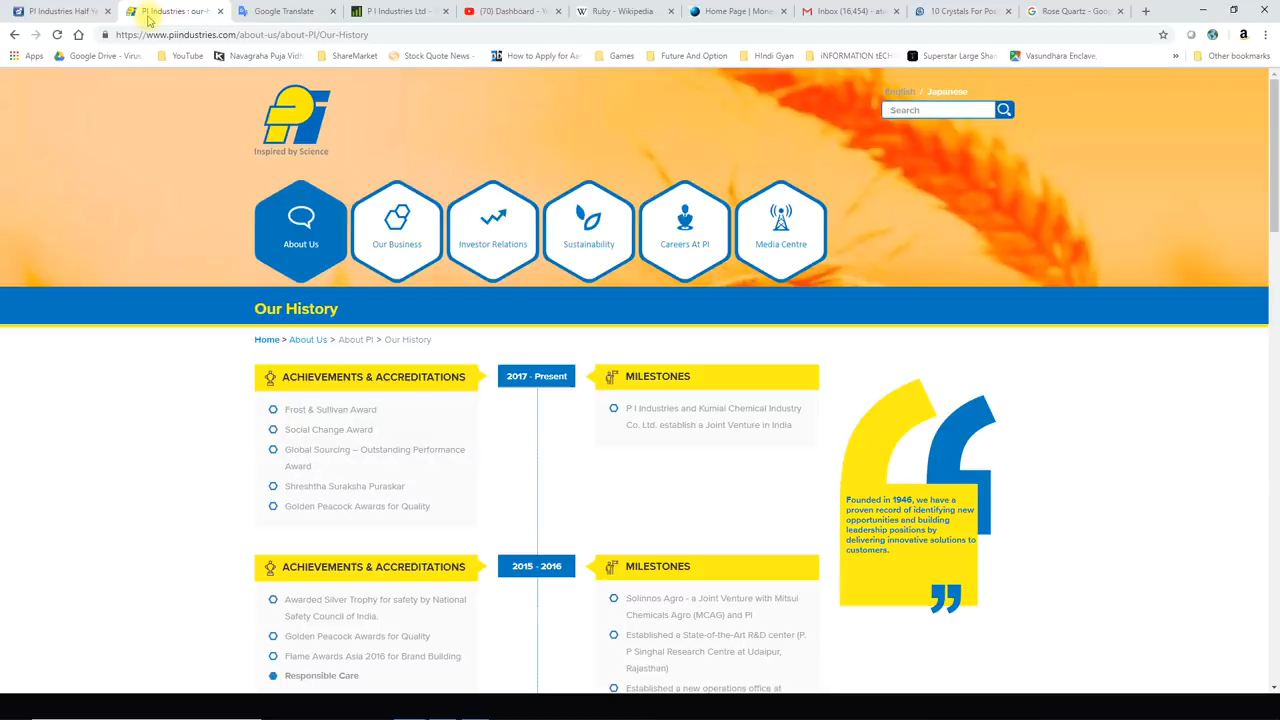 PI Industries Half Ye
PI Industries : our-h
Google Translate
P I Industries Ltd -
(70) Dashboard - Y
Ruby - Wikipedia
Home Page | Mone
Inbox (16,454) - at
10 Crystals For Po
Rose Quartz - Goo
https://www.piindustries.com/about-us/about-PI/Our-History
Apps
Google Drive - Virus
YouTube
Navagraha Puja Vidh
ShareMarket
Stock Quote News -
How to Apply for Aa
Games
Future And Option
HIndi Gyan
iNFORMATION tECH
Superstar Large Shar
Vasundhara Enclave,
»
Other bookmarks
English / Japanese
Search
PI
Inspired by Science
About Us
Our Business
Investor Relations
Sustainability
Careers At PI
Media Centre
Our History
Home > About Us > About PI > Our History
ACHIEVEMENTS & ACCREDITATIONS
2017 - Present
MILESTONES
Frost & Sullivan Award
Social Change Award
Global Sourcing – Outstanding Performance
Award
Shreshtha Suraksha Puraskar
Golden Peacock Awards for Quality
P I Industries and Kumiai Chemical Industry
Co. Ltd. establish a Joint Venture in India
Founded in 1946, we have a
proven record of identifying new
opportunities and building
leadership positions by
delivering innovative solutions to
customers.
ACHIEVEMENTS & ACCREDITATIONS
2015 - 2016
MILESTONES
Awarded Silver Trophy for safety by National
Safety Council of India.
Golden Peacock Awards for Quality
Flame Awards Asia 2016 for Brand Building
Responsible Care
Solinnos Agro - a Joint Venture with Mitsui
Chemicals Agro (MCAG) and PI
Established a State-of-the-Art R&D center (P.
P Singhal Research Centre at Udaipur,
Rajasthan)
Established a new operations office at